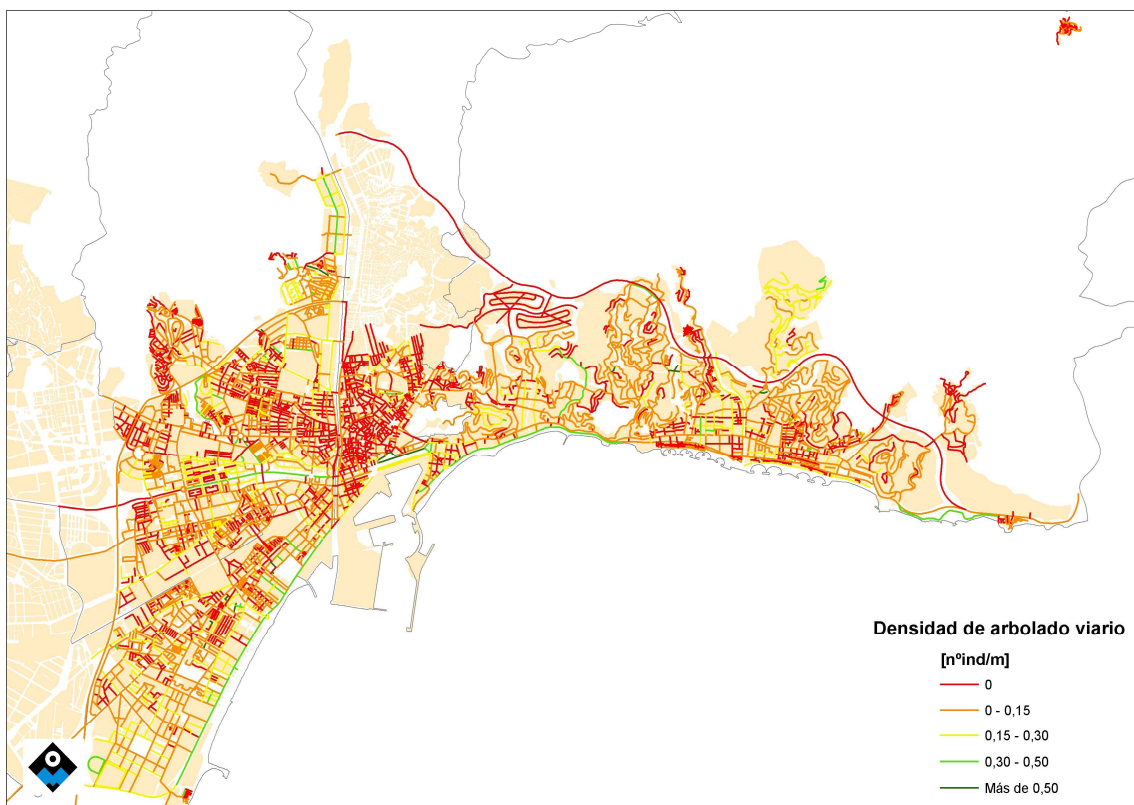 Densidad de arbolado viario
[nºind/m]
0
0 - 0,15
0,15 - 0,30
0,30 - 0,50
Más de 0,50